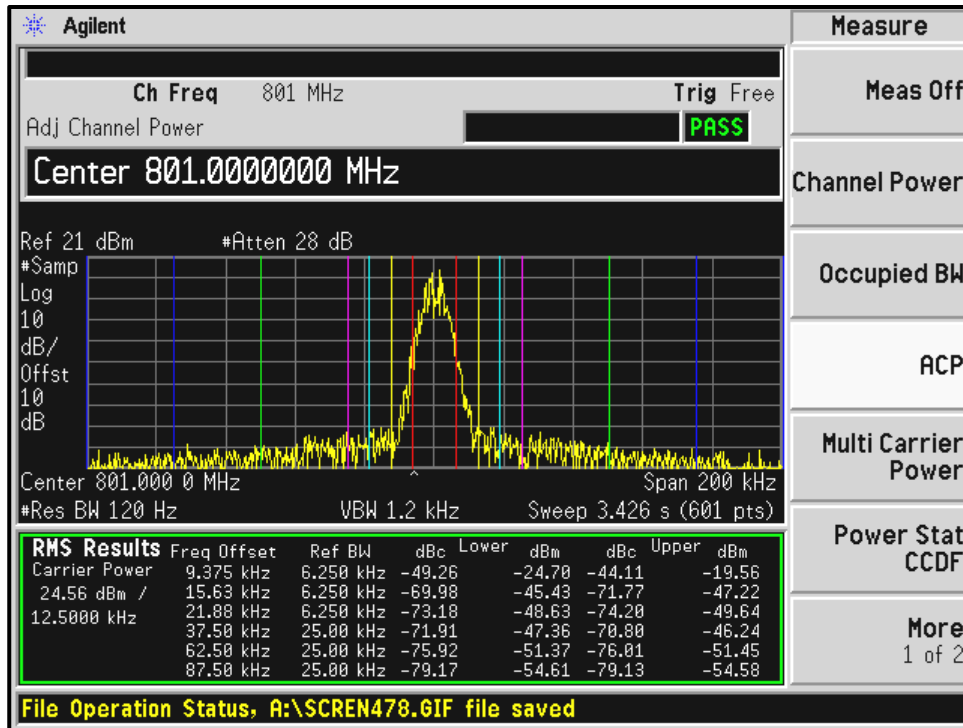 Agilent
Measure
Ch Freq 801 MHz Trig Free
Adj Channel Power PASS
Center 801.0000000 MHz
Ref 21 dBm #Atten 28 dB
#Samp
Log
10
dB/
Offst
10
dB
Center 801.000 0 MHz Span 200 kHz
#Res BW 120 Hz VBW 1.2 kHz Sweep 3.426 s (601 pts)
RMS Results Freq Offset Ref BW dBc Lower dBm dBc Upper dBm
Carrier Power 9.375 kHz 6.250 kHz -49.26 -24.70 -44.11 -19.56
24.56 dBm / 15.63 kHz 6.250 kHz -69.98 -45.43 -71.77 -47.22
12.5000 kHz 21.88 kHz 6.250 kHz -73.18 -48.63 -74.20 -49.64
37.50 kHz 25.00 kHz -71.91 -47.36 -70.80 -46.24
62.50 kHz 25.00 kHz -75.92 -51.37 -76.01 -51.45
87.50 kHz 25.00 kHz -79.17 -54.61 -79.13 -54.58
File Operation Status, A:\SCREN478.GIF file saved
Meas Off
Channel Power
Occupied BW
ACP
Multi Carrier
Power
Power Stat
CCDF
More
1 of 2